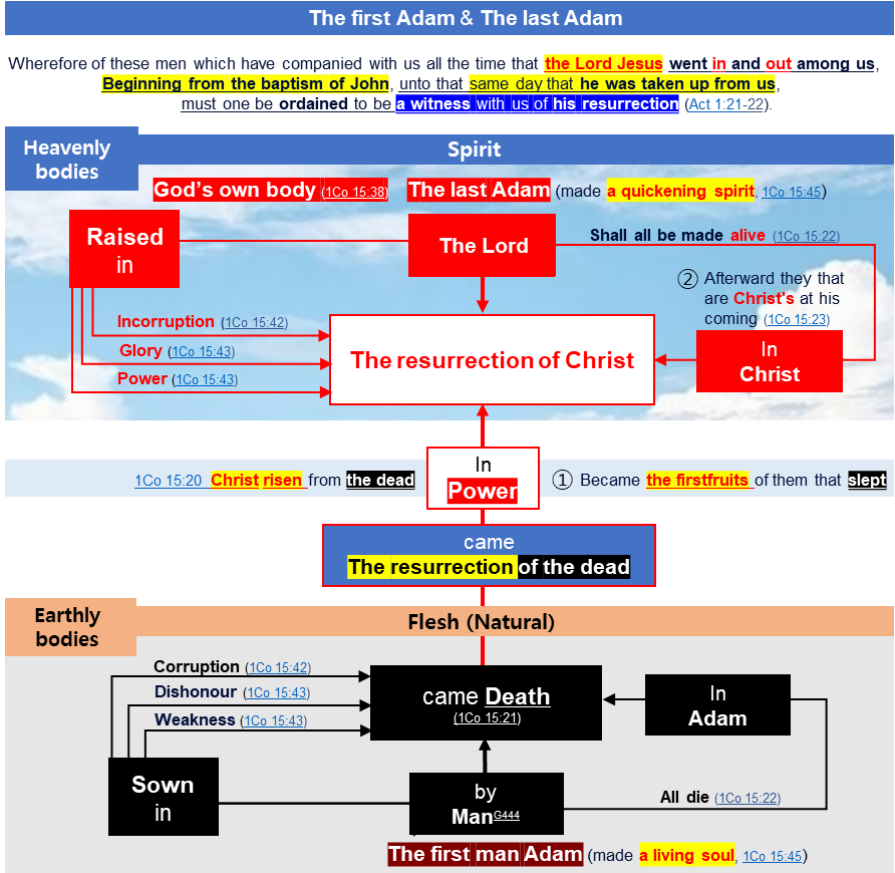 The first Adam & The last Adam
Wherefore of these men which have companied with us all the time that the Lord Jesus went in and out among us,
Beginning from the baptism of John, unto that same day that he was taken up from us,
must one be ordained to be a witness with us of his resurrection (Act 1:21-22).
Heavenly
bodies
Spirit
God's own body (1Co 15:38)
The last Adam (made a quickening spirit, 1Co 15:45)
Raised
in
The Lord
Shall all be made alive (1Co 15:22)
② Afterward they that
are Christ's at his
coming (1Co 15:23)
Incorruption (1Co 15:42)
Glory (1Co 15:43)
Power (1Co 15:43)
The resurrection of Christ
In
Christ
1Co 15:20 Christ risen from the dead
In
Power
① Became the firstfruits of them that slept
came
The resurrection of the dead
Earthly
bodies
Flesh (Natural)
Corruption (1Co 15:42)
Dishonour (1Co 15:43)
Weakness (1Co 15:43)
came Death
(1Co 15:21)
In
Adam
Sown
in
by
ManG444
All die (1Co 15:22)
The first man Adam (made a living soul, 1Co 15:45)